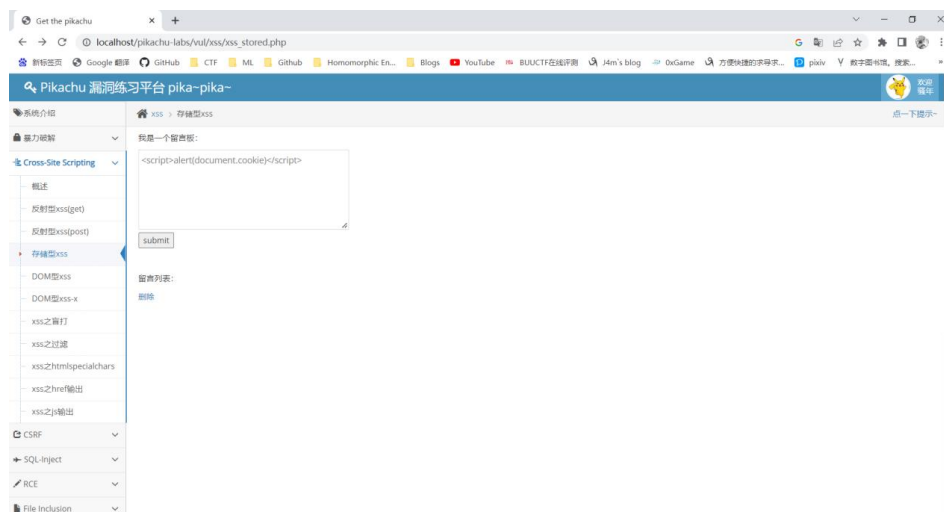 Get the pikachu
localhost/pikachu-labs/vul/xss/xss_stored.php
新标签页 Google 翻译 GitHub CTF ML Github Homomorphic En... Blogs YouTube BUUCTF在线评测 J4m's blog 0xGame 方便快捷的求导求... pixiv 数字图书馆。搜索... »
Pikachu 漏洞练习平台 pika~pika~
欢迎
骚年
系统介绍
xss > 存储型xss
点一下提示~
暴力破解
我是一个留言板：
Cross-Site Scripting
<script>alert(document.cookie)</script>
概述
反射型xss(get)
反射型xss(post)
submit
存储型xss
DOM型xss
留言列表：
DOM型xss-x
删除
xss之盲打
xss之过滤
xss之htmlspecialchars
xss之href输出
xss之js输出
CSRF
SQL-Inject
RCE
File Inclusion